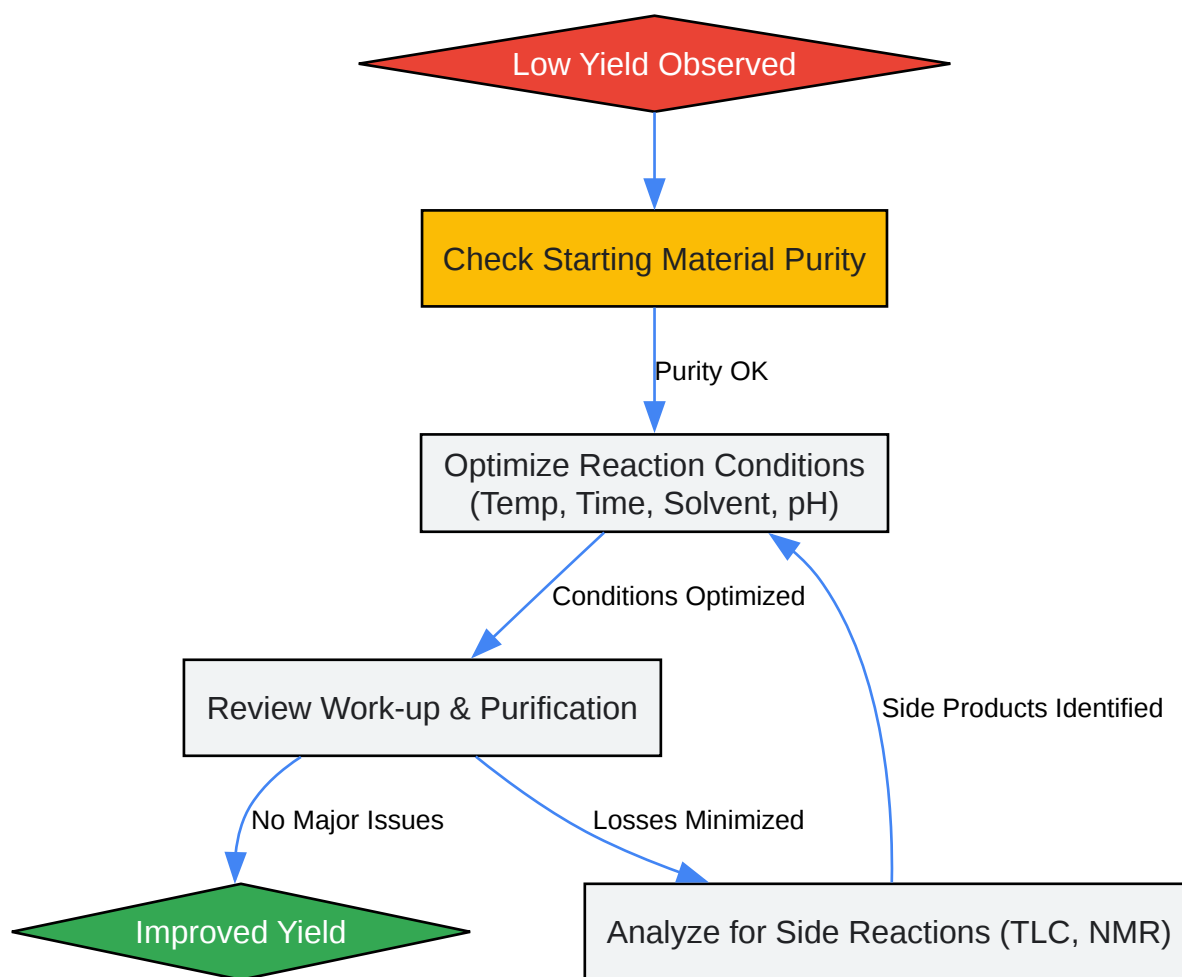 Low Yield Observed
Check Starting Material Purity
Purity OK
Optimize Reaction Conditions
(Temp, Time, Solvent, pH)
Conditions Optimized
Review Work-up & Purification
Side Products Identified
No Major Issues
Losses Minimized
Improved Yield
Analyze for Side Reactions (TLC, NMR)